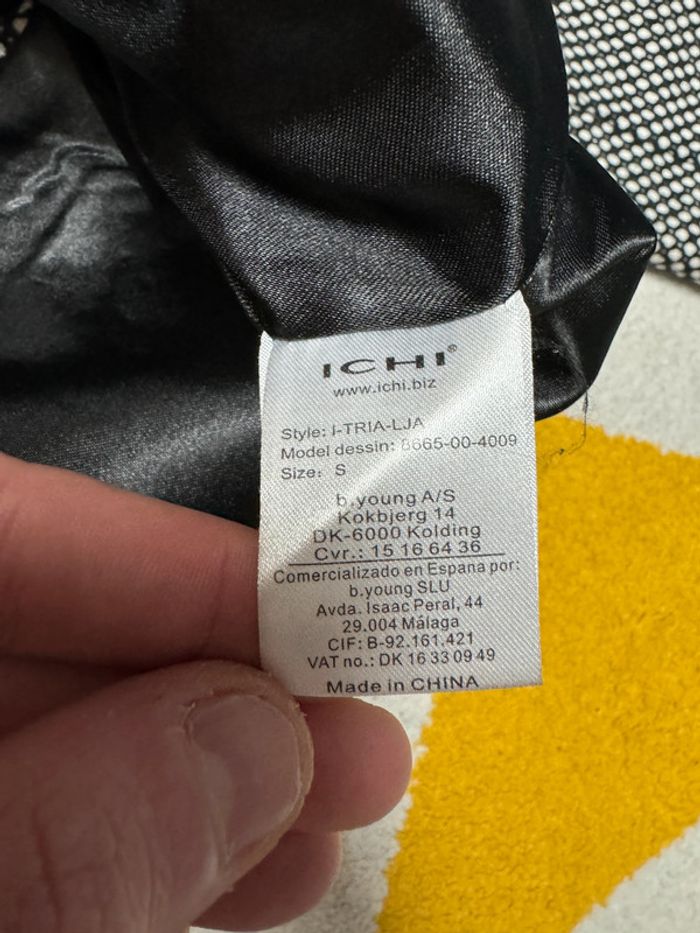 ICHI®
www.ichi.biz
Style: I-TRIA-LJA
Model dessin: 8665-00-4009
Size: S
b.young A/S
Kokbjerg 14
DK-6000 Kolding
Cvr.: 15 16 64 36
Comercializado en Espana por:
b.young SLU
Avda. Isaac Peral, 44
29.004 Málaga
CIF: B-92.161.421
VAT no.: DK 16 33 09 49
Made in CHINA